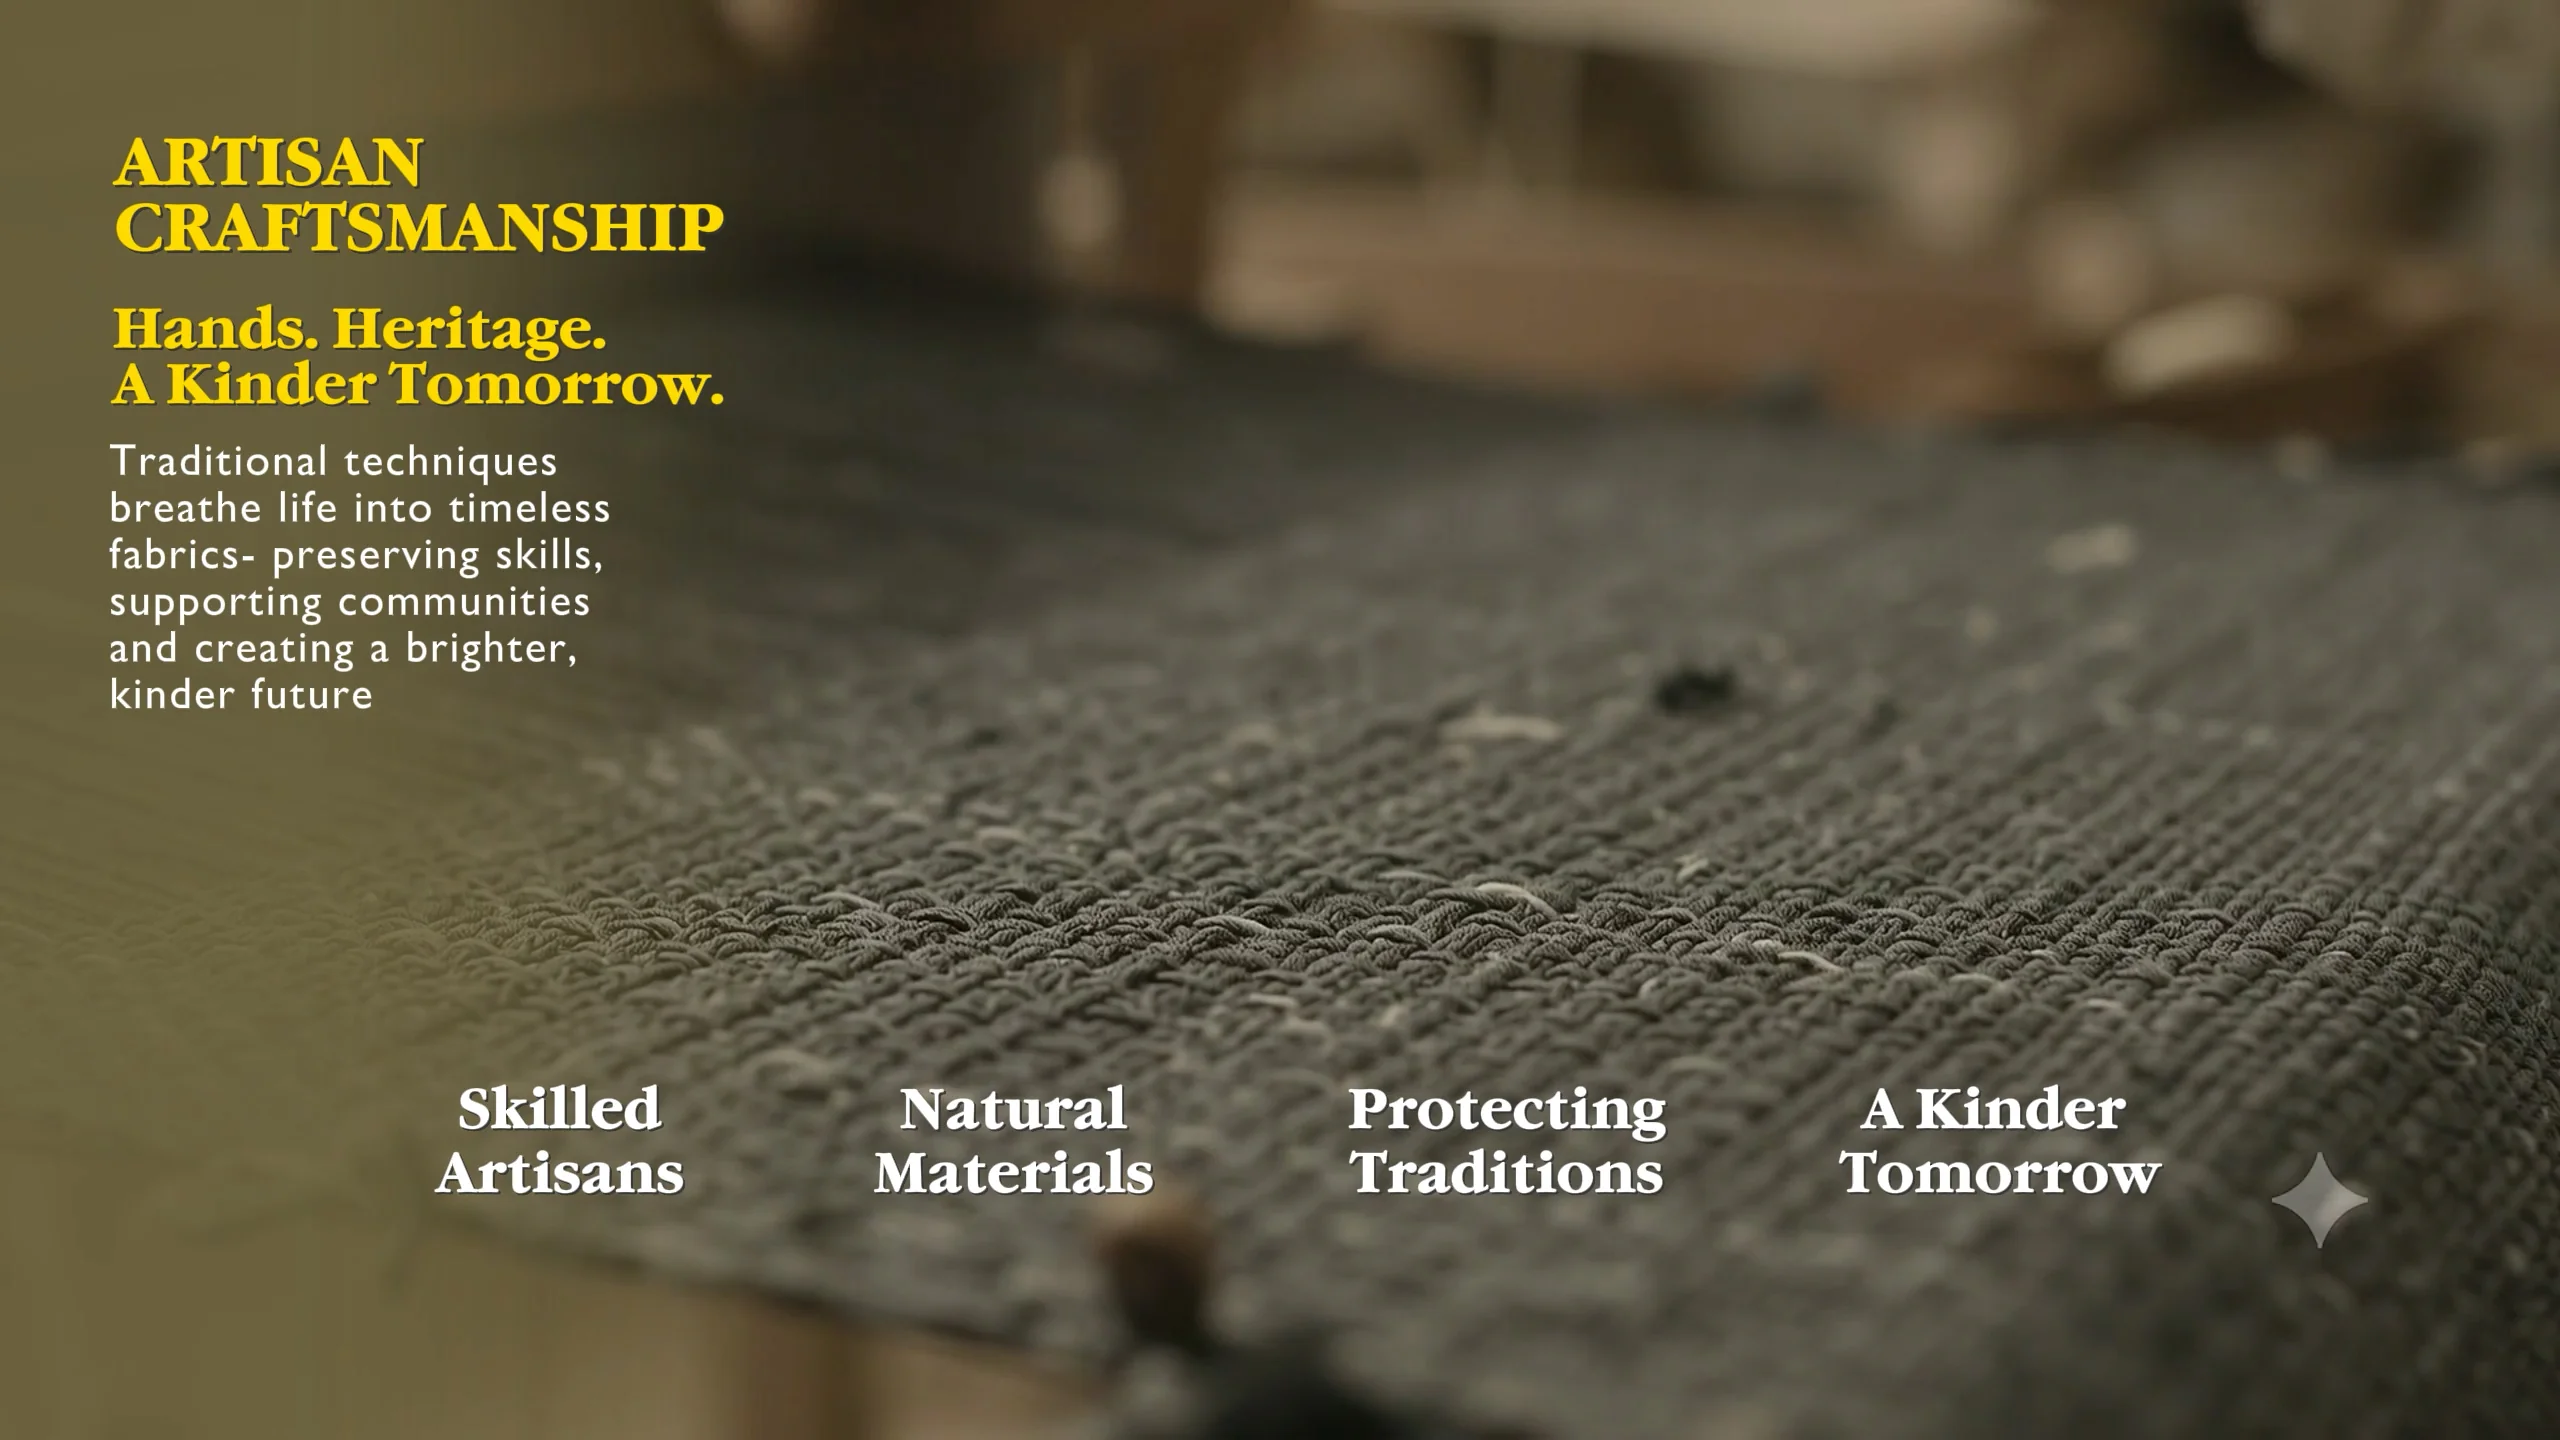 ARTISAN
CRAFTSMANSHIP
Hands. Heritage.
A Kinder Tomorrow.
Traditional techniques
breathe life into timeless
fabrics- preserving skills,
supporting communities
and creating a brighter,
kinder future
Skilled
Artisans
Natural
Materials
Protecting
Traditions
A Kinder
Tomorrow